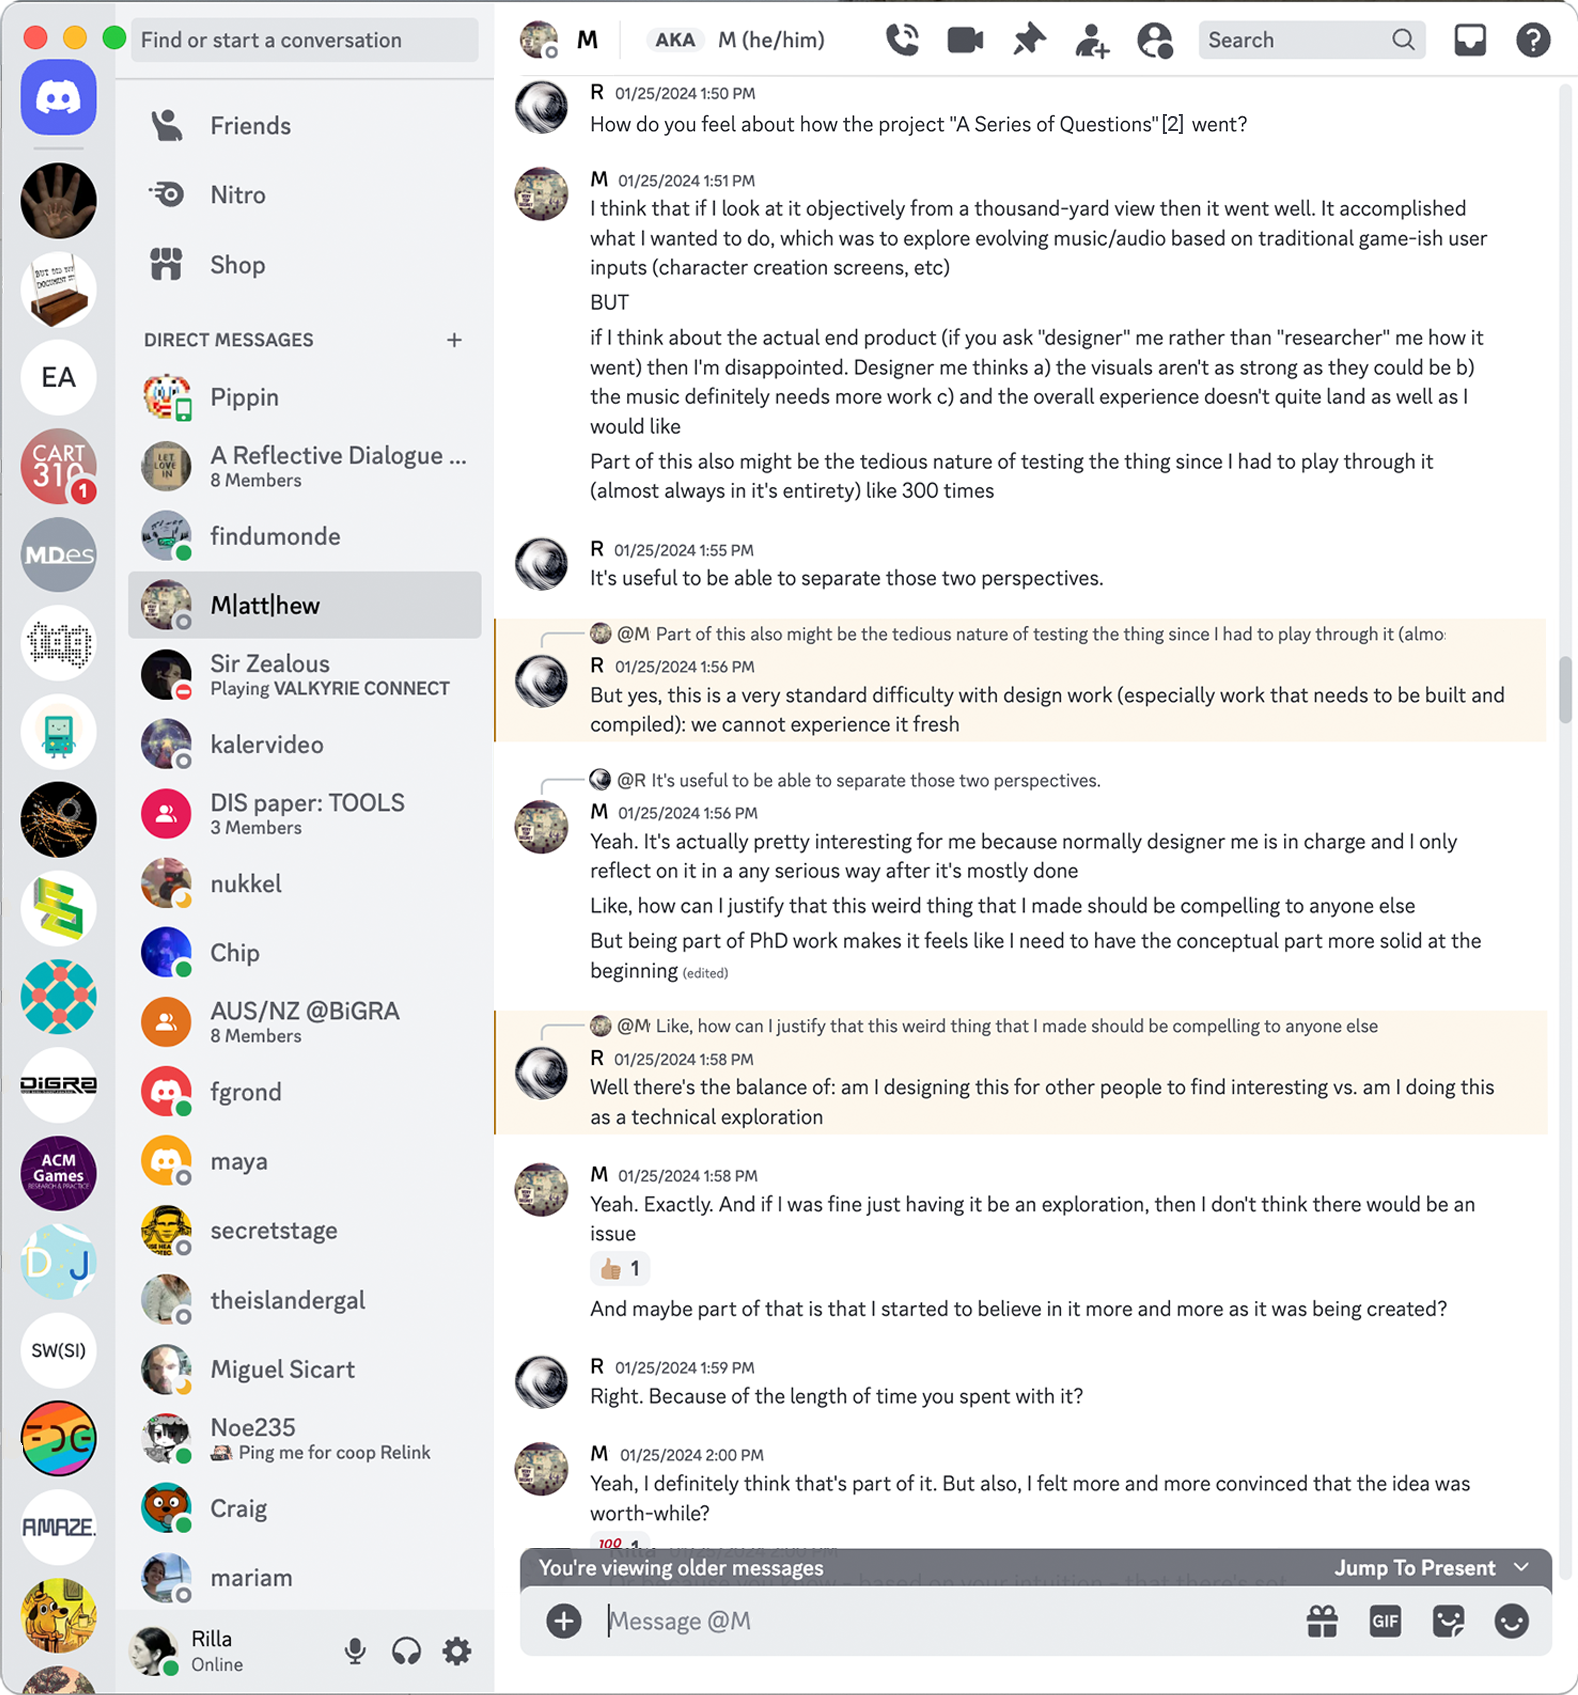 Find or start a conversation
Friends
Nitro
Shop
DIRECT MESSAGES
Pippin
A Reflective Dialogue ...
8 Members
findumonde
M|att|hew
Sir Zealous
Playing VALKYRIE CONNECT
kalervideo
DIS paper: TOOLS
3 Members
nukkel
Chip
AUS/NZ @BiGRA
8 Members
fgrond
maya
secretstage
theislandergal
Miguel Sicart
Noe235
Ping me for coop Relink
Craig
mariam
Rilla
Online
BUT DID YOU
DOCUMENT IT?
EA
CART
310
1
MDes
DiGRA
ACM
Games
RESEARCH & PRACTICE
D J
SW(SI)
AMAZE.
LET
LOVE
IN
M
AKA M (he/him)
Search
R 01/25/2024 1:50 PM
How do you feel about how the project "A Series of Questions"[2] went?
M 01/25/2024 1:51 PM
I think that if I look at it objectively from a thousand-yard view then it went well. It accomplished
what I wanted to do, which was to explore evolving music/audio based on traditional game-ish user
inputs (character creation screens, etc)
BUT
if I think about the actual end product (if you ask "designer" me rather than "researcher" me how it
went) then I'm disappointed. Designer me thinks a) the visuals aren't as strong as they could be b)
the music definitely needs more work c) and the overall experience doesn't quite land as well as I
would like
Part of this also might be the tedious nature of testing the thing since I had to play through it
(almost always in it's entirety) like 300 times
R 01/25/2024 1:55 PM
It's useful to be able to separate those two perspectives.
@M Part of this also might be the tedious nature of testing the thing since I had to play through it (almo
R 01/25/2024 1:56 PM
But yes, this is a very standard difficulty with design work (especially work that needs to be built and
compiled): we cannot experience it fresh
@R It's useful to be able to separate those two perspectives.
M 01/25/2024 1:56 PM
Yeah. It's actually pretty interesting for me because normally designer me is in charge and I only
reflect on it in a any serious way after it's mostly done
Like, how can I justify that this weird thing that I made should be compelling to anyone else
But being part of PhD work makes it feels like I need to have the conceptual part more solid at the
beginning (edited)
@M Like, how can I justify that this weird thing that I made should be compelling to anyone else
R 01/25/2024 1:58 PM
Well there's the balance of: am I designing this for other people to find interesting vs. am I doing this
as a technical exploration
M 01/25/2024 1:58 PM
Yeah. Exactly. And if I was fine just having it be an exploration, then I don't think there would be an
issue
1
And maybe part of that is that I started to believe in it more and more as it was being created?
R 01/25/2024 1:59 PM
Right. Because of the length of time you spent with it?
M 01/25/2024 2:00 PM
Yeah, I definitely think that's part of it. But also, I felt more and more convinced that the idea was
worth-while?
100 1
You're viewing older messages
Jump To Present
Message @M
GIF